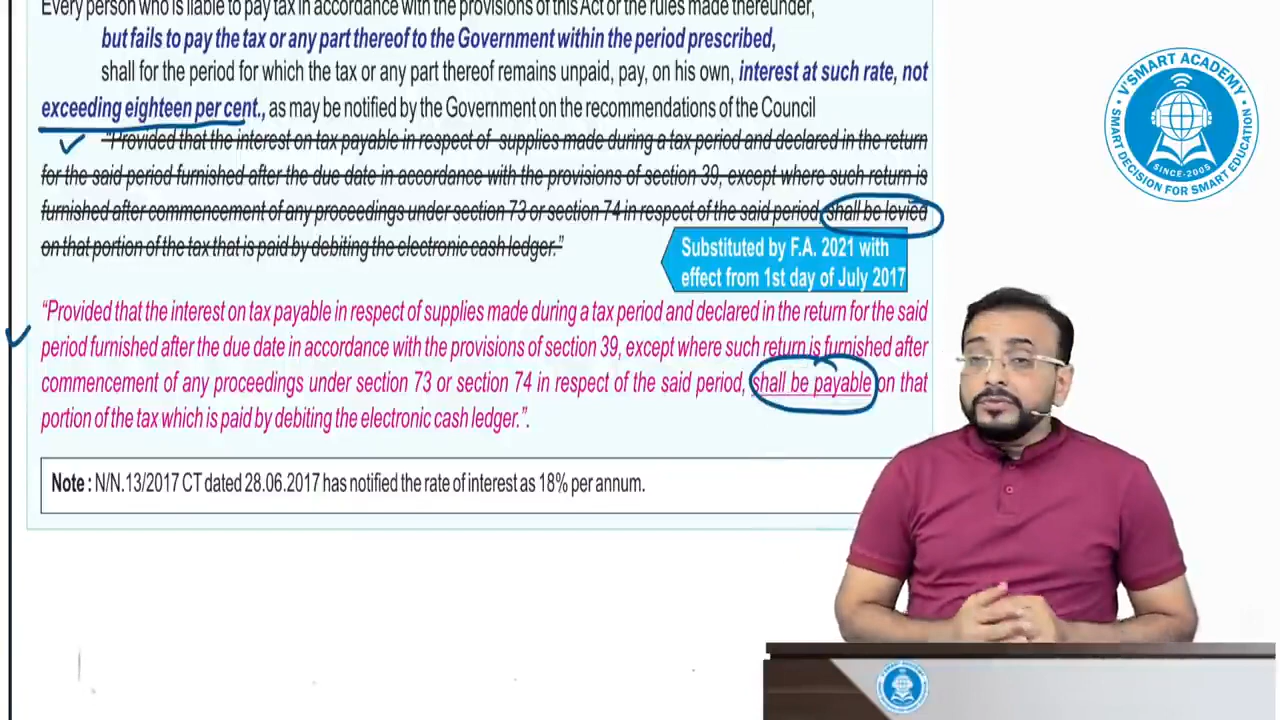 Every person who is liable to pay tax in accordance with the provisions of this Act or the rules made thereunder,
but fails to pay the tax or any part thereof to the Government within the period prescribed,
shall for the period for which the tax or any part thereof remains unpaid, pay, on his own, interest at such rate, not
exceeding eighteen per cent., as may be notified by the Government on the recommendations of the Council
"Provided that the interest on tax payable in respect of supplies made during a tax period and declared in the return
for the said period furnished after the due date in accordance with the provisions of section 39, except where such return is
furnished after commencement of any proceedings under section 73 or section 74 in respect of the said period, shall be levied
on that portion of the tax that is paid by debiting the electronic cash ledger."
Substituted by F.A. 2021 with
effect from 1st day of July 2017
"Provided that the interest on tax payable in respect of supplies made during a tax period and declared in the return for the said
period furnished after the due date in accordance with the provisions of section 39, except where such return is furnished after
commencement of any proceedings under section 73 or section 74 in respect of the said period, shall be payable on that
portion of the tax which is paid by debiting the electronic cash ledger.".
Note : N/N.13/2017 CT dated 28.06.2017 has notified the rate of interest as 18% per annum.
V'SMART ACADEMY
SINCE-2005
SMART DECISION FOR SMART EDUCATION